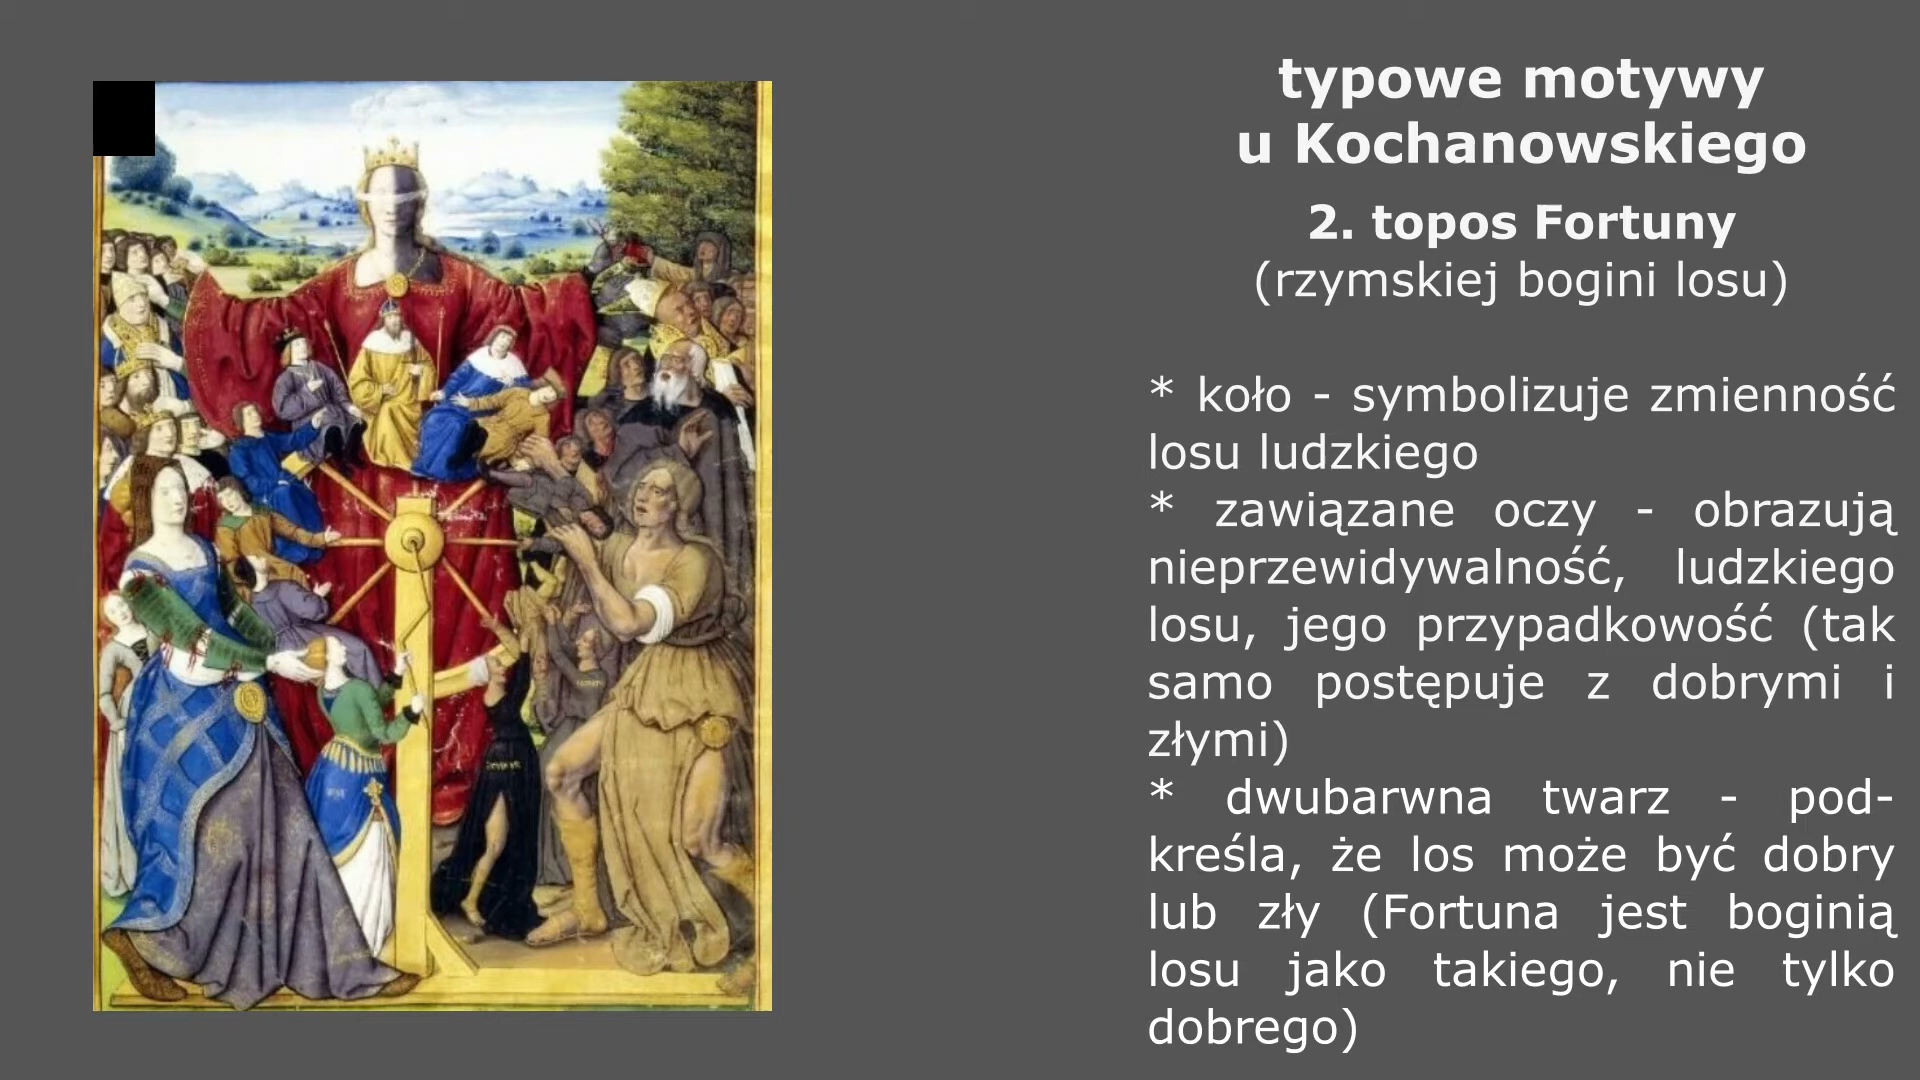 typowe motywy
u Kochanowskiego
2. topos Fortuny
(rzymskiej bogini losu)
* koło - symbolizuje zmienność
losu ludzkiego
* zawiązane oczy - obrazują
nieprzewidywalność, ludzkiego
losu, jego przypadkowość (tak
samo postępuje z dobrymi i
złymi)
* dwubarwna twarz - pod-
kreśla, że los może być dobry
lub zły (Fortuna jest boginią
losu jako takiego, nie tylko
dobrego)